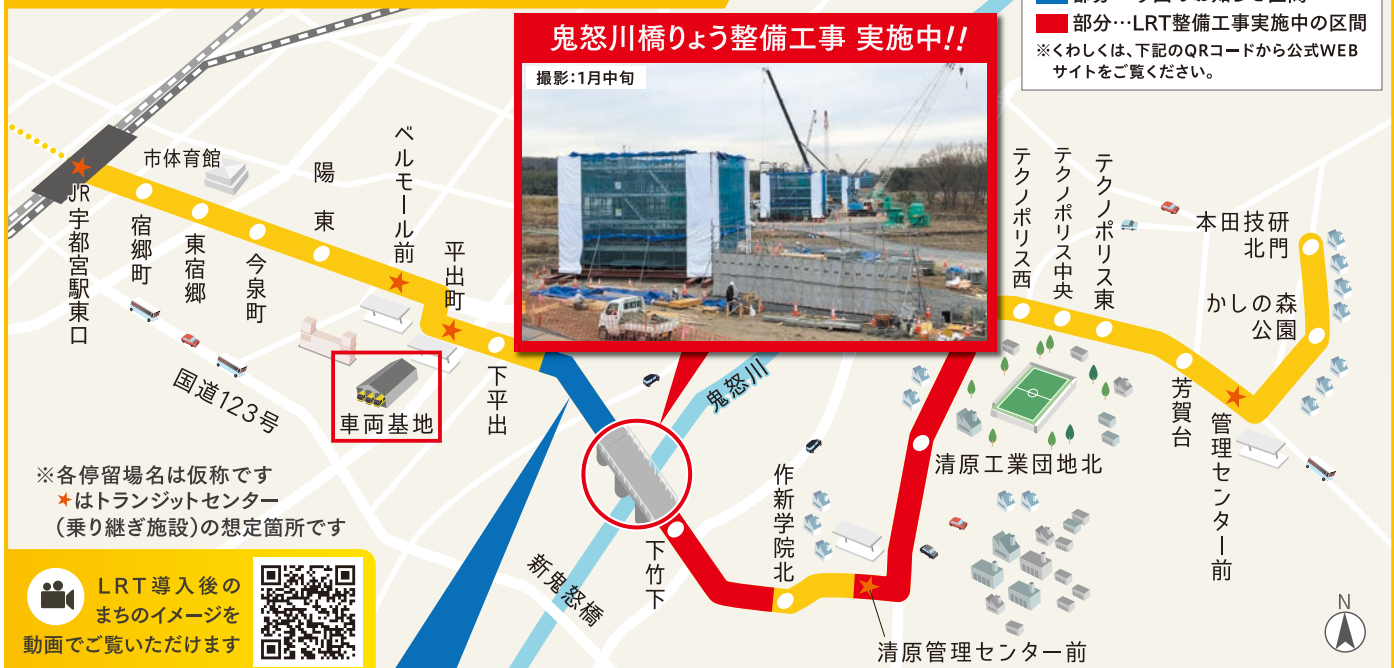 部分…LRT整備工事実施中の区間
※くわしくは、下記のQRコードから公式WEB
サイトをご覧ください。
鬼怒川橋りょう整備工事 実施中!!
撮影：1月中旬
JR宇都宮駅東口
市体育館
宿郷町
東宿郷
今泉町
陽東
ベルモール前
平出町
下平出
車両基地
国道123号
鬼怒川
新鬼怒橋
下竹下
作新学院北
清原管理センター前
清原工業団地北
テクノポリス西
テクノポリス中央
テクノポリス東
芳賀台
管理センター前
かしの森
公園
本田技研
北門
※各停留場名は仮称です
★はトランジットセンター
（乗り継ぎ施設）の想定箇所です
LRT導入後の
まちのイメージを
動画でご覧いただけます
N